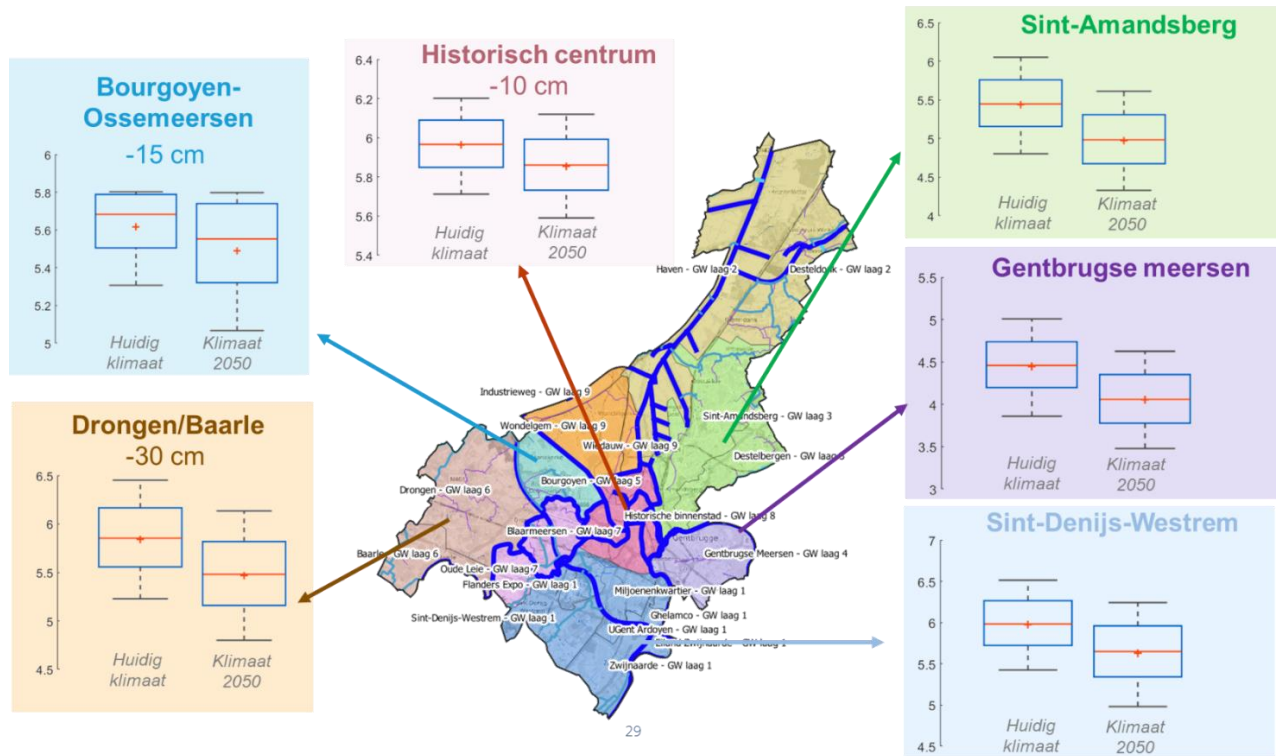 Bourgoyen-
Ossemeersen
-15 cm
6
5.8
5.6
5.4
5.2
5
Huidig
klimaat
Klimaat
2050
Historisch centrum
-10 cm
6.4
6.2
6
5.8
5.6
5.4
Huidig
klimaat
Klimaat
2050
Sint-Amandsberg
6.5
6
5.5
5
4.5
4
Huidig
klimaat
Klimaat
2050
Drongen/Baarle
-30 cm
6.5
6
5.5
5
4.5
Huidig
klimaat
Klimaat
2050
Gentbrugse meersen
5.5
5
4.5
4
3.5
3
Huidig
klimaat
Klimaat
2050
Sint-Denijs-Westrem
7
6.5
6
5.5
5
4.5
Huidig
klimaat
Klimaat
2050
Haven - GW laag 2
Desteldonk - GW laag 2
Industrieweg - GW laag 9
Wondelgem - GW laag 9
Wiedauw - GW laag 9
Sint-Amandsberg - GW laag 3
Destelbergen - GW laag 3
Bourgoyen - GW laag 5
Drongen - GW laag 6
Historische binnenstad - GW laag 8
Blaarmeersen - GW laag 7
Gentbrugge
Baarle - GW laag 6
Gentbrugse Meersen - GW laag 4
Oude Leie - GW laag 7
Flanders Expo - GW laag 1
Miljoenenkwartier - GW laag 1
Sint-Denijs-Westrem - GW laag 1
Ghelamco - GW laag 1
UGent Ardoyen - GW laag 1
Eiland Zwijnaarde - GW laag 1
Zwijnaarde - GW laag 1
29